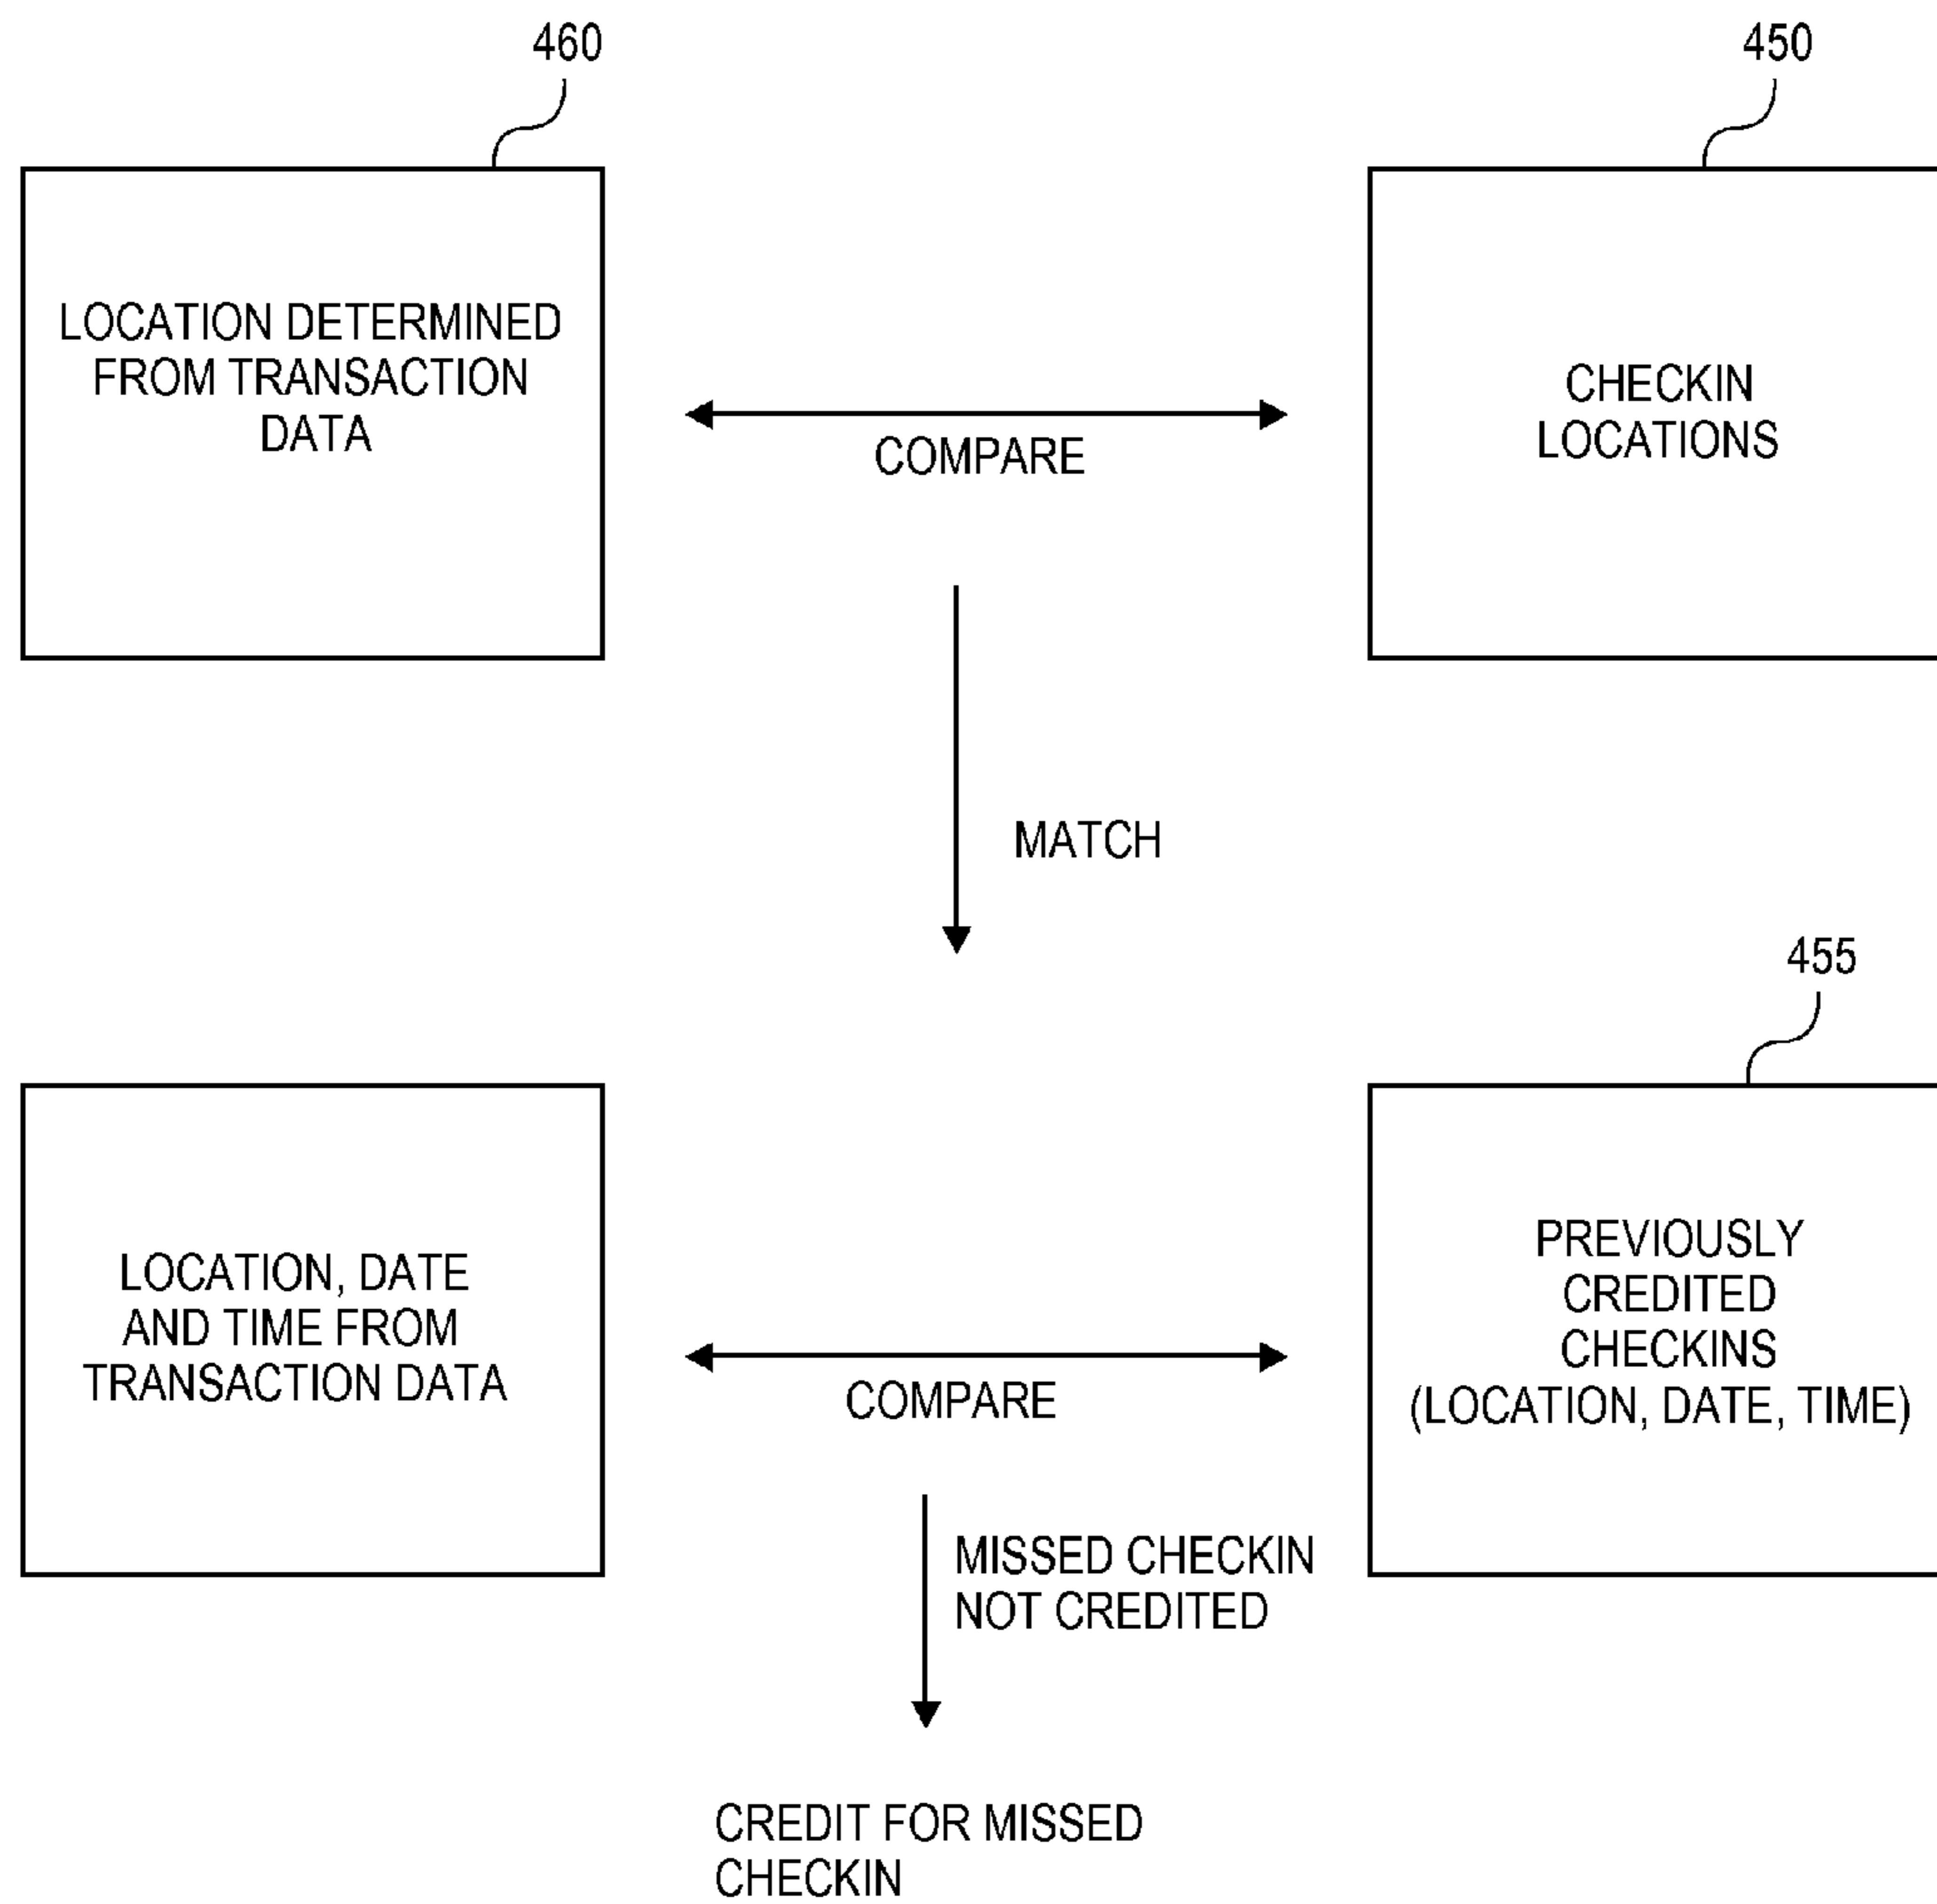 460
450
LOCATION DETERMINED
FROM TRANSACTION
DATA
COMPARE
CHECKIN
LOCATIONS
MATCH
455
LOCATION, DATE
AND TIME FROM
TRANSACTION DATA
COMPARE
PREVIOUSLY
CREDITED
CHECKINS
(LOCATION, DATE, TIME)
MISSED CHECKIN
NOT CREDITED
CREDIT FOR MISSED
CHECKIN